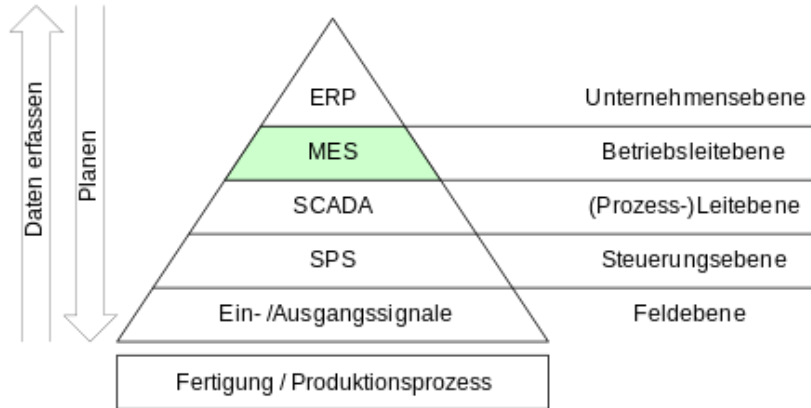 Daten erfassen
Planen
ERP Unternehmensebene
MES Betriebsleitebene
SCADA (Prozess-)Leitebene
SPS Steuerungsebene
Ein- /Ausgangssignale Feldebene
Fertigung / Produktionsprozess